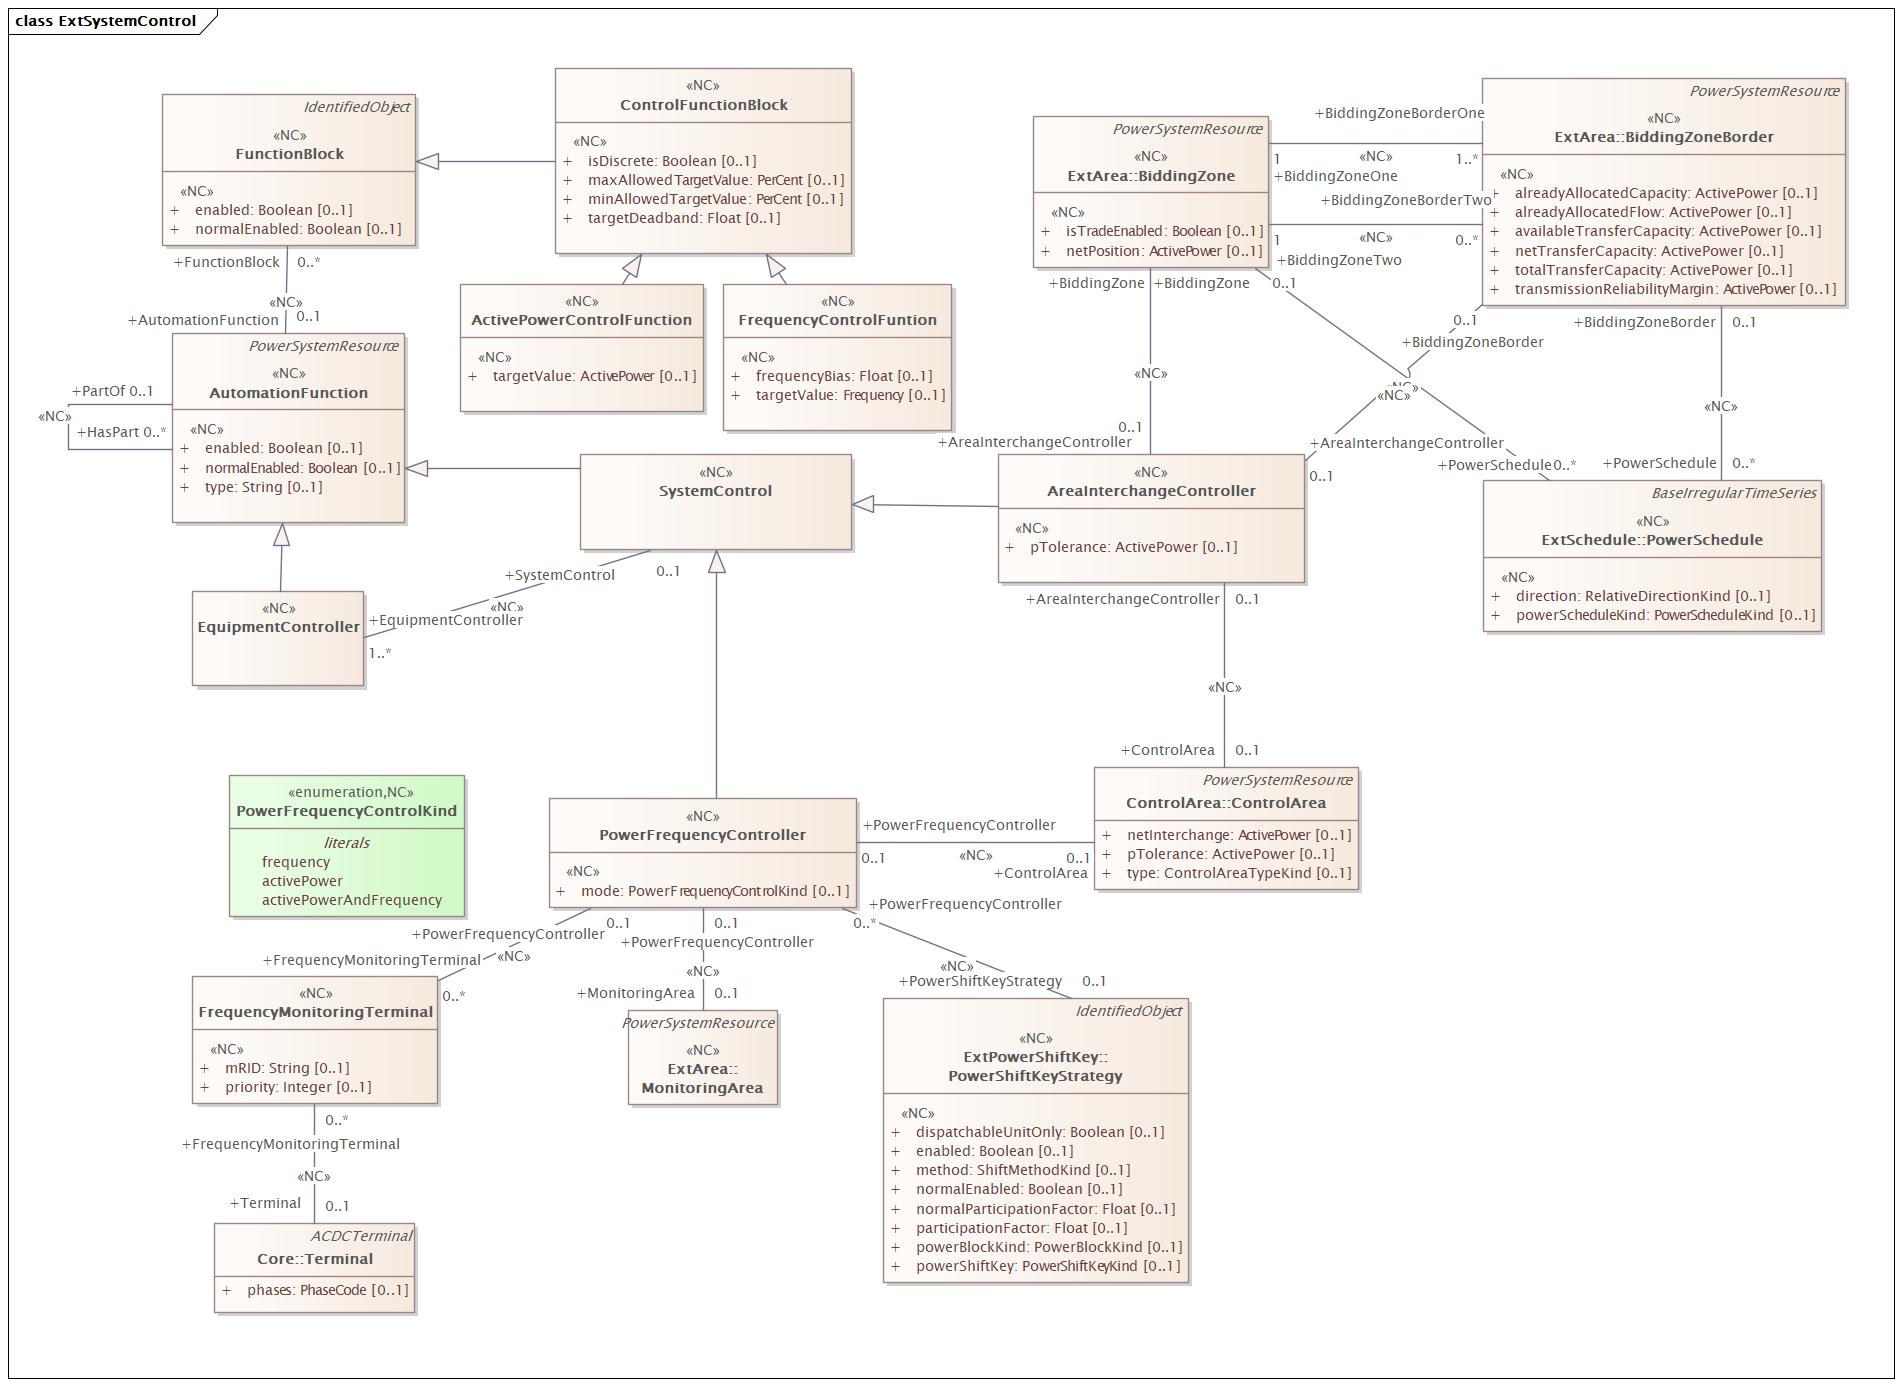 class ExtSystemControl
IdentifiedObject
«NC»
FunctionBlock
«NC»
+ enabled: Boolean [0..1]
+ normalEnabled: Boolean [0..1]
«NC»
ControlFunctionBlock
«NC»
+ isDiscrete: Boolean [0..1]
+ maxAllowedTargetValue: PerCent [0..1]
+ minAllowedTargetValue: PerCent [0..1]
+ targetDeadband: Float [0..1]
PowerSystemResource
«NC»
ExtArea::BiddingZone
«NC»
+ isTradeEnabled: Boolean [0..1]
+ netPosition: ActivePower [0..1]
+BiddingZoneBorderOne
1
«NC»
1..*
+BiddingZoneOne
+BiddingZoneBorderTwo
1
«NC»
0..*
+BiddingZoneTwo
PowerSystemResource
«NC»
ExtArea::BiddingZoneBorder
«NC»
+ alreadyAllocatedCapacity: ActivePower [0..1]
+ alreadyAllocatedFlow: ActivePower [0..1]
+ availableTransferCapacity: ActivePower [0..1]
+ netTransferCapacity: ActivePower [0..1]
+ totalTransferCapacity: ActivePower [0..1]
+ transmissionReliabilityMargin: ActivePower [0..1]
+FunctionBlock 0..*
«NC»
+AutomationFunction 0..1
«NC»
ActivePowerControlFunction
«NC»
+ targetValue: ActivePower [0..1]
«NC»
FrequencyControlFuntion
«NC»
+ frequencyBias: Float [0..1]
+ targetValue: Frequency [0..1]
+BiddingZone +BiddingZone 0..1
«NC»
0..1
+AreaInterchangeController
0..1
+BiddingZoneBorder
«NC»
«NC»
+AreaInterchangeController
0..1
+PowerSchedule 0..*
+BiddingZoneBorder 0..1
«NC»
+PowerSchedule 0..*
PowerSystemResource
«NC»
AutomationFunction
«NC»
+ enabled: Boolean [0..1]
+ normalEnabled: Boolean [0..1]
+ type: String [0..1]
+PartOf 0..1
«NC»
+HasPart 0..*
«NC»
SystemControl
«NC»
AreaInterchangeController
«NC»
+ pTolerance: ActivePower [0..1]
BaseIrregularTimeSeries
«NC»
ExtSchedule::PowerSchedule
«NC»
+ direction: RelativeDirectionKind [0..1]
+ powerScheduleKind: PowerScheduleKind [0..1]
+SystemControl 0..1
«NC»
+EquipmentController
1..*
«NC»
EquipmentController
+AreaInterchangeController 0..1
«NC»
+ControlArea 0..1
«enumeration,NC»
PowerFrequencyControlKind
literals
frequency
activePower
activePowerAndFrequency
«NC»
PowerFrequencyController
«NC»
+ mode: PowerFrequencyControlKind [0..1]
+PowerFrequencyController
0..1
«NC»
0..1
+ControlArea
PowerSystemResource
ControlArea::ControlArea
+ netInterchange: ActivePower [0..1]
+ pTolerance: ActivePower [0..1]
+ type: ControlAreaTypeKind [0..1]
0..1
+PowerFrequencyController
«NC»
+FrequencyMonitoringTerminal
0..*
0..1
+PowerFrequencyController
«NC»
+MonitoringArea 0..1
+PowerFrequencyController
0..*
«NC»
+PowerShiftKeyStrategy 0..1
«NC»
FrequencyMonitoringTerminal
«NC»
+ mRID: String [0..1]
+ priority: Integer [0..1]
PowerSystemResource
«NC»
ExtArea::
MonitoringArea
IdentifiedObject
«NC»
ExtPowerShiftKey::
PowerShiftKeyStrategy
«NC»
+ dispatchableUnitOnly: Boolean [0..1]
+ enabled: Boolean [0..1]
+ method: ShiftMethodKind [0..1]
+ normalEnabled: Boolean [0..1]
+ normalParticipationFactor: Float [0..1]
+ participationFactor: Float [0..1]
+ powerBlockKind: PowerBlockKind [0..1]
+ powerShiftKey: PowerShiftKeyKind [0..1]
0..*
+FrequencyMonitoringTerminal
«NC»
+Terminal 0..1
ACDCTerminal
Core::Terminal
+ phases: PhaseCode [0..1]